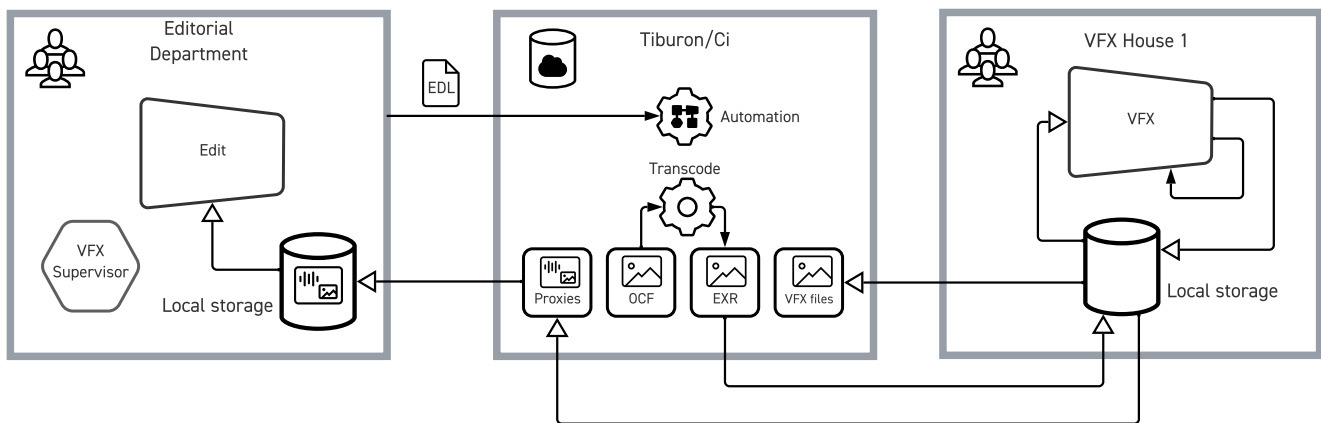 Editorial
Department
Edit
VFX
Supervisor
Local storage
EDL
Tiburon/Ci
Automation
Transcode
Proxies
OCF
EXR
VFX files
VFX House 1
VFX
Local storage